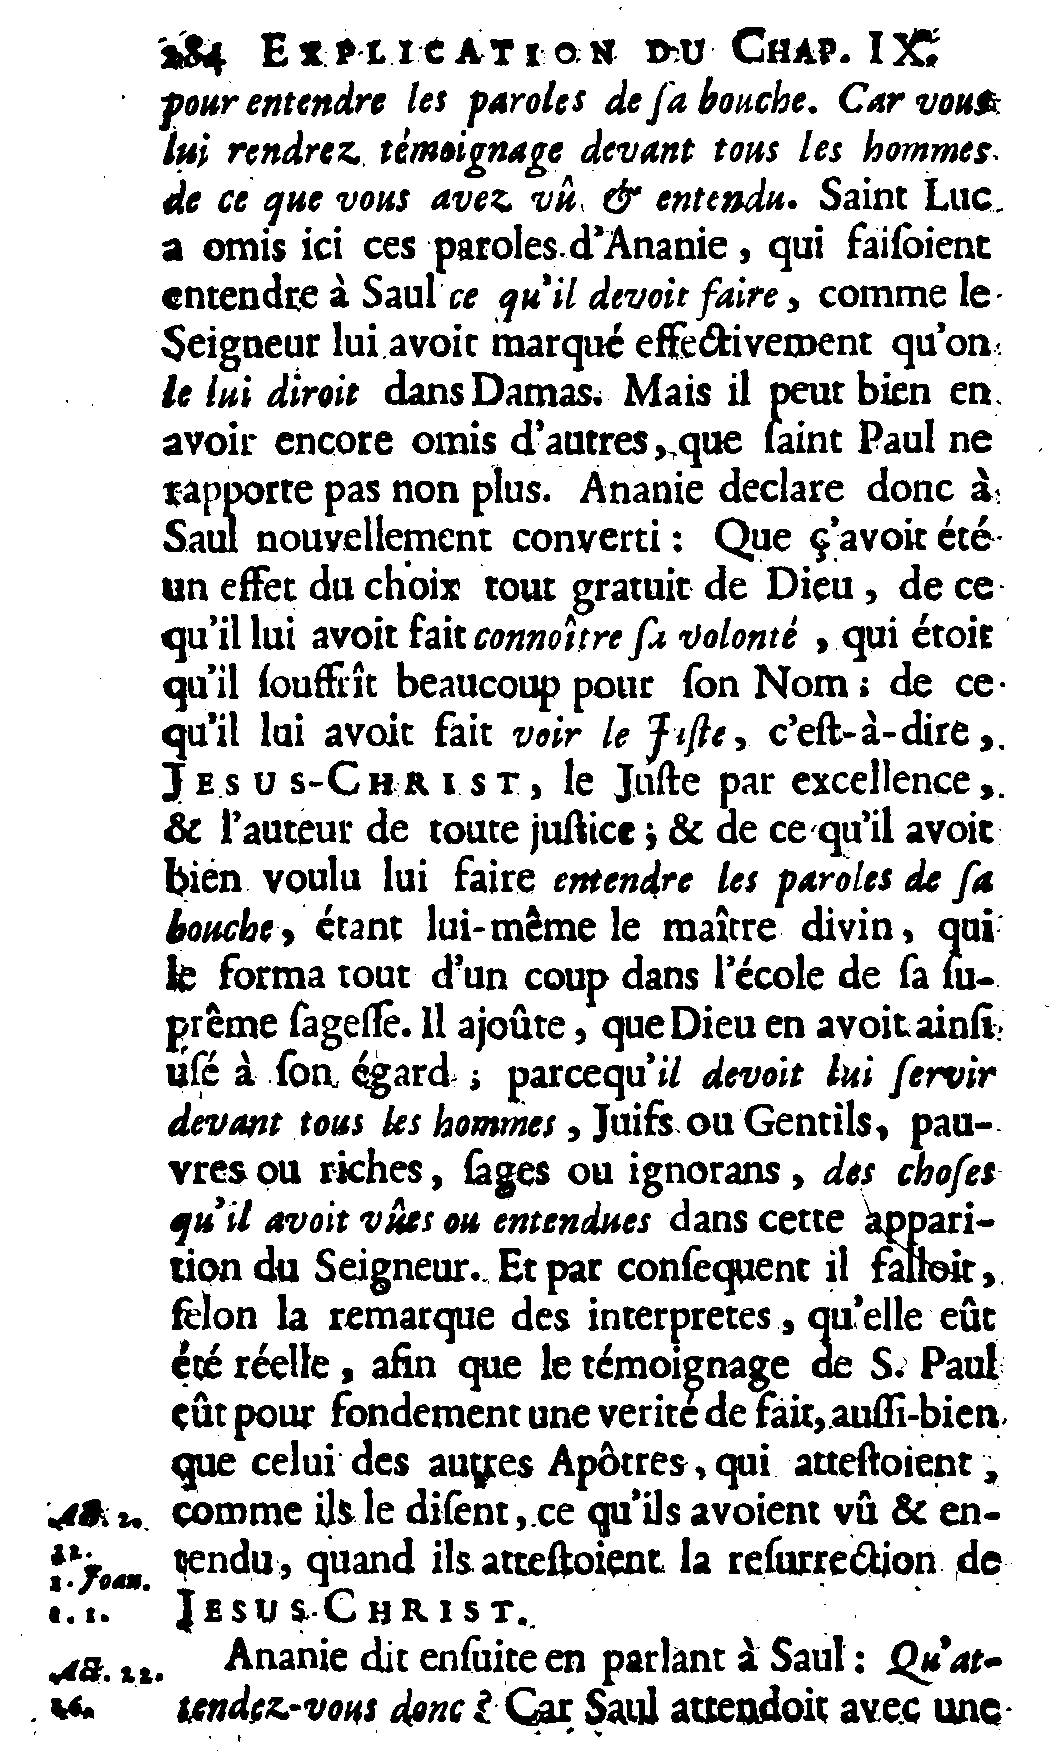 284 EXPLICATION DU CHAP. IX.
pour entendre les paroles de ſa bouche. Car vous
lui rendrez témoignage devant tous les hommes
de ce que vous avez vû & entendu. Saint Luc
a omis ici ces paroles d'Ananie, qui faiſoient
entendre à Saul ce qu'il devoit faire, comme le
Seigneur lui avoit marqué effectivement qu'on
le lui diroit dans Damas. Mais il peut bien en
avoir encore omis d'autres, que ſaint Paul ne
rapporte pas non plus. Ananie declare donc à
Saul nouvellement converti : Que ç'avoit été
un effet du choix tout gratuit de Dieu, de ce
qu'il lui avoit fait connoître ſa volonté, qui étoit
qu'il ſouffrît beaucoup pour ſon Nom ; de ce
qu'il lui avoit fait voir le Juſte, c'eſt-à-dire,
JESUS-CHRIST, le Juſte par excellence,
& l'auteur de toute juſtice ; & de ce qu'il avoit
bien voulu lui faire entendre les paroles de ſa
bouche, étant lui-même le maître divin, qui
le forma tout d'un coup dans l'école de ſa ſu-
prême ſageſſe. Il ajoûte, que Dieu en avoit ainſi
uſé à ſon égard ; parcequ'il devoit lui ſervir
devant tous les hommes, Juifs ou Gentils, pau-
vres ou riches, ſages ou ignorans, des choſes
qu'il avoit vûes ou entendues dans cette appari-
tion du Seigneur. Et par conſequent il falloit,
ſelon la remarque des interpretes, qu'elle eût
été réelle, afin que le témoignage de S. Paul
eût pour fondement une verité de fait, auſſi-bien
que celui des autres Apôtres, qui atteſtoient,
comme ils le diſent, ce qu'ils avoient vû & en-
tendu, quand ils atteſtoient la reſurrection de
JESUS-CHRIST.
Act. 2.
32.
1. Joan.
1. 1.
Ananie dit enſuite en parlant à Saul : Qu'at-
tendez-vous donc ? Car Saul attendoit avec une
Act. 22.
16.